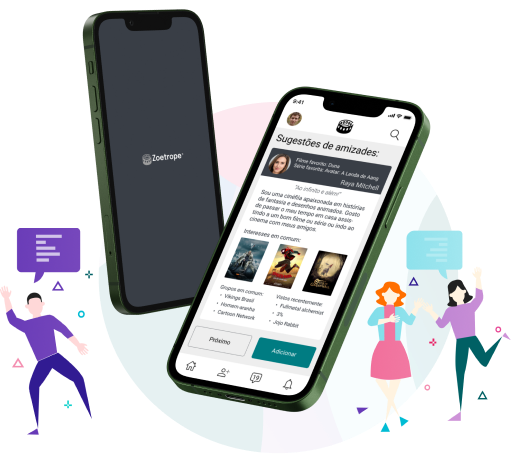 Zoetrope
9:41
Sugestões de amizades:
Filme favorito: Duna
Série favorita: Avatar: A Lenda de Aang
Raya Mitchell
"Ao infinito e além!"
Sou uma cinéfila apaixonada em histórias
de fantasia e desenhos animados. Gosto
de passar o meu tempo em casa assis-
tindo a um bom filme ou série ou indo ao
cinema com meus amigos.
Interesses em comum:
Grupos em comum:
• Vikings Brasil
• Homem-aranha
• Cartoon Network
Vistos recentemente:
• Fullmetal alchemist
• 3%
• Jojo Rabbit
Próximo
Adicionar
19